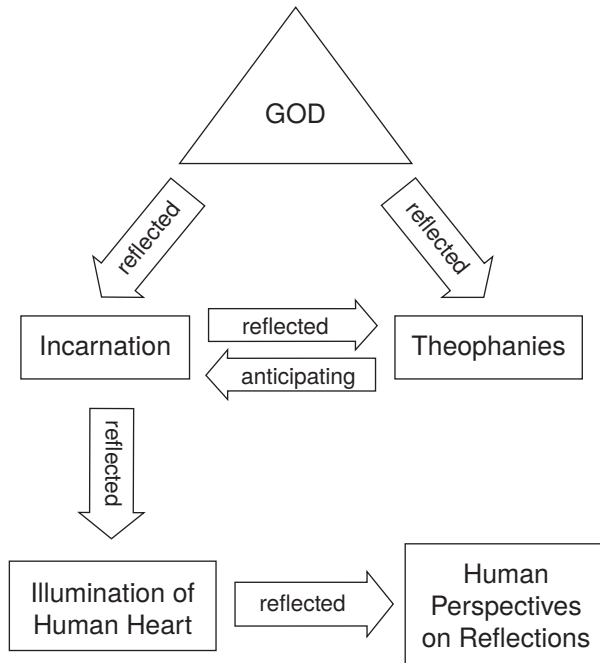 GOD
reflected
reflected
Incarnation
reflected
anticipating
Theophanies
reflected
Illumination of
Human Heart
reflected
Human
Perspectives
on Reflections